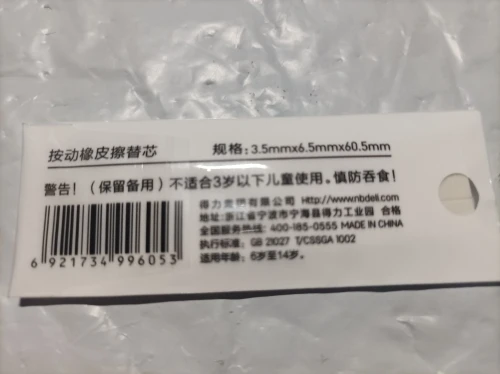 按动橡皮擦替芯 规格：3.5mmx6.5mmx60.5mm
警告！（保留备用）不适合3岁以下儿童使用。慎防吞食！
得力集团有限公司 http://www.nbdeli.com
地址：浙江省宁波市宁海县得力工业园 合格
全国服务热线：400-185-0555 MADE IN CHINA
执行标准：GB 21027 T/CSSGA 1002
适用年龄：6岁至14岁。
6 921734 996053